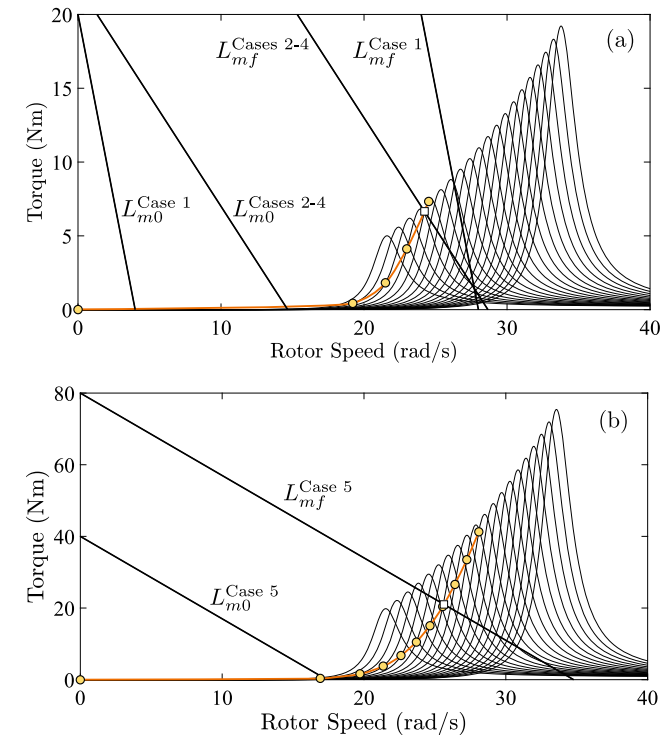 20
(a)
L_{mf}^{Cases 2-4}
L_{mf}^{Case 1}
15
Torque (Nm)
10
L_{m0}^{Case 1}
L_{m0}^{Cases 2-4}
5
0
0 10 20 30 40
Rotor Speed (rad/s)
80
(b)
60
L_{mf}^{Case 5}
Torque (Nm)
40
L_{m0}^{Case 5}
20
0
0 10 20 30 40
Rotor Speed (rad/s)